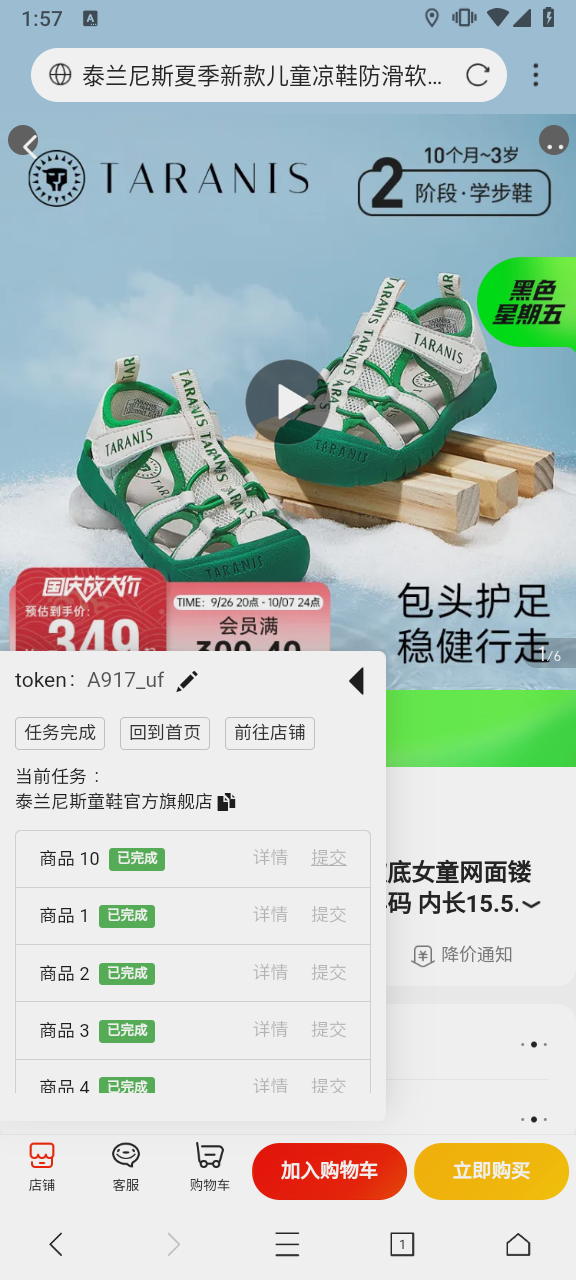 1:57
A
泰兰尼斯夏季新款儿童凉鞋防滑软...
TARANIS
10个月~3岁
2 阶段·学步鞋
黑色
星期五
TARANIS
TARANIS
TARANIS
TARANIS
国庆放大价
预估到手价:
349
TIME: 9/26 20点 - 10/07 24点
会员满
300-40
包头护足
稳健行走
1/6
token: A917_uf
任务完成 回到首页 前往店铺
当前任务：
泰兰尼斯童鞋官方旗舰店
商品 10 已完成 详情 提交
商品 1 已完成 详情 提交
商品 2 已完成 详情 提交
商品 3 已完成 详情 提交
商品 4 已完成 详情 提交
底女童网面镂
码 内长15.5.
降价通知
店铺 客服 购物车 加入购物车 立即购买
1